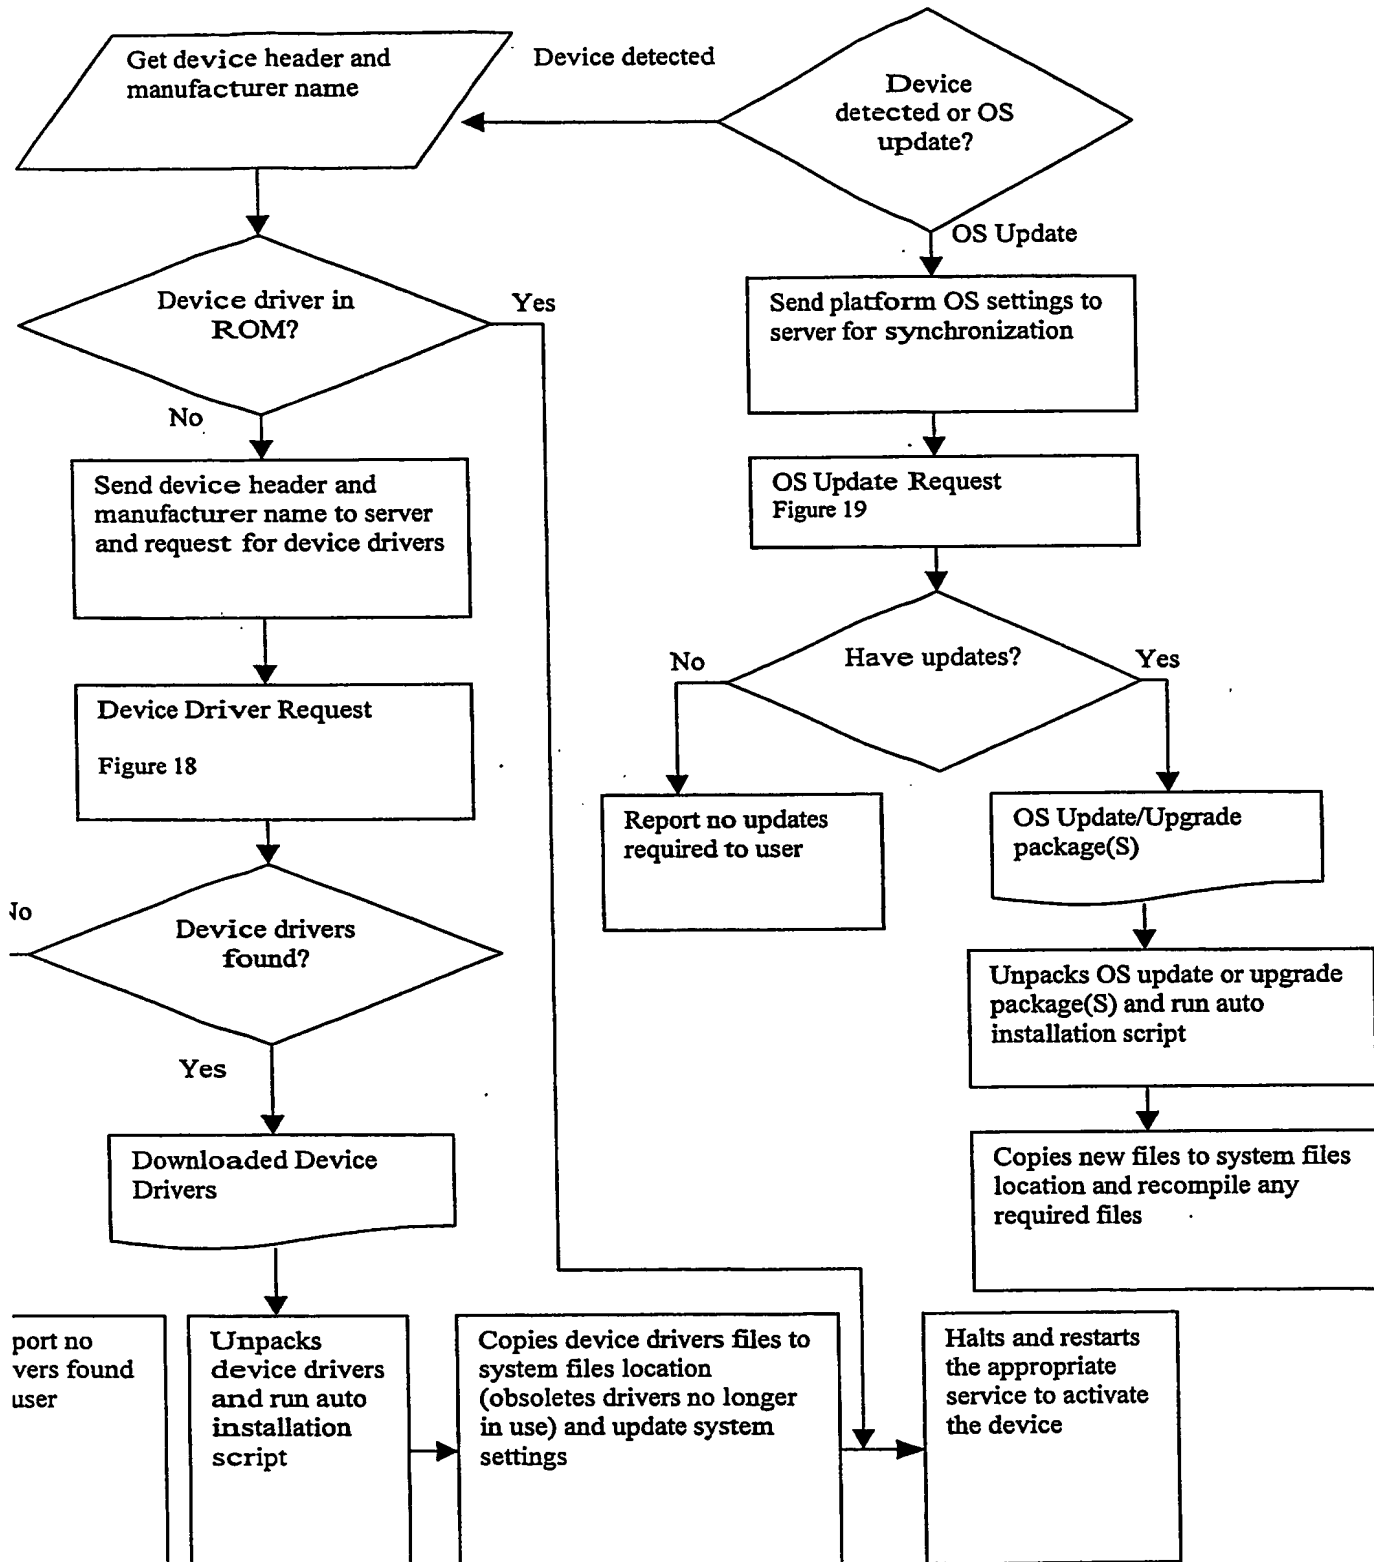 Get device header and
manufacturer name
Device detected
Device
detected or OS
update?
OS Update
Device driver in
ROM?
Yes
No
Send platform OS settings to
server for synchronization
Send device header and
manufacturer name to server
and request for device drivers
OS Update Request
Figure 19
Have updates?
No
Yes
Device Driver Request
Figure 18
Report no updates
required to user
OS Update/Upgrade
package(S)
Device drivers
found?
Yes
Unpacks OS update or upgrade
package(S) and run auto
installation script
Downloaded Device
Drivers
Copies new files to system files
location and recompile any
required files
port no
vers found
user
Unpacks
device drivers
and run auto
installation
script
Copies device drivers files to
system files location
(obsoletes drivers no longer
in use) and update system
settings
Halts and restarts
the appropriate
service to activate
the device